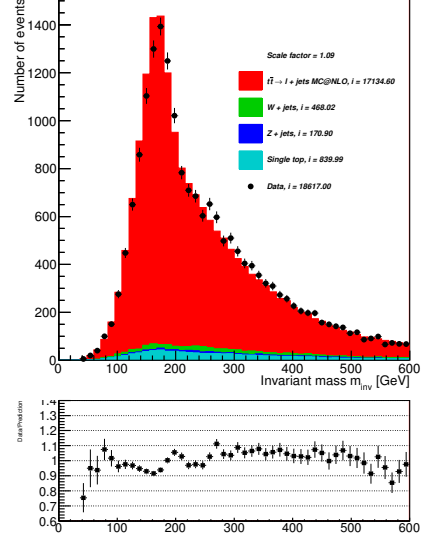 Number of events
1400
1200
1000
800
600
400
200
0
Scale factor = 1.09
tt̄ → l + jets MC@NLO, i = 17134.60
W + jets, i = 468.02
Z + jets, i = 170.90
Single top, i = 839.99
Data, i = 18617.00
0 100 200 300 400 500 600
Invariant mass m_inv [GeV]
Data/Prediction
1.4
1.3
1.2
1.1
1
0.9
0.8
0.7
0.6
0 100 200 300 400 500 600